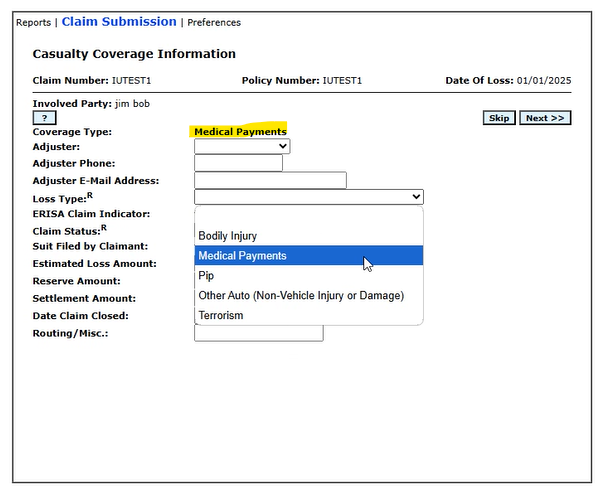 Reports | Claim Submission | Preferences
Casualty Coverage Information
Claim Number: IUTEST1 Policy Number: IUTEST1 Date Of Loss: 01/01/2025
Involved Party: jim bob
? Skip Next >>
Coverage Type: Medical Payments
Adjuster:
Adjuster Phone:
Adjuster E-Mail Address:
Loss Type:R
ERISA Claim Indicator:
Claim Status:R
Bodily Injury
Suit Filed by Claimant:
Medical Payments
Estimated Loss Amount:
Pip
Reserve Amount:
Settlement Amount:
Other Auto (Non-Vehicle Injury or Damage)
Date Claim Closed:
Terrorism
Routing/Misc.: